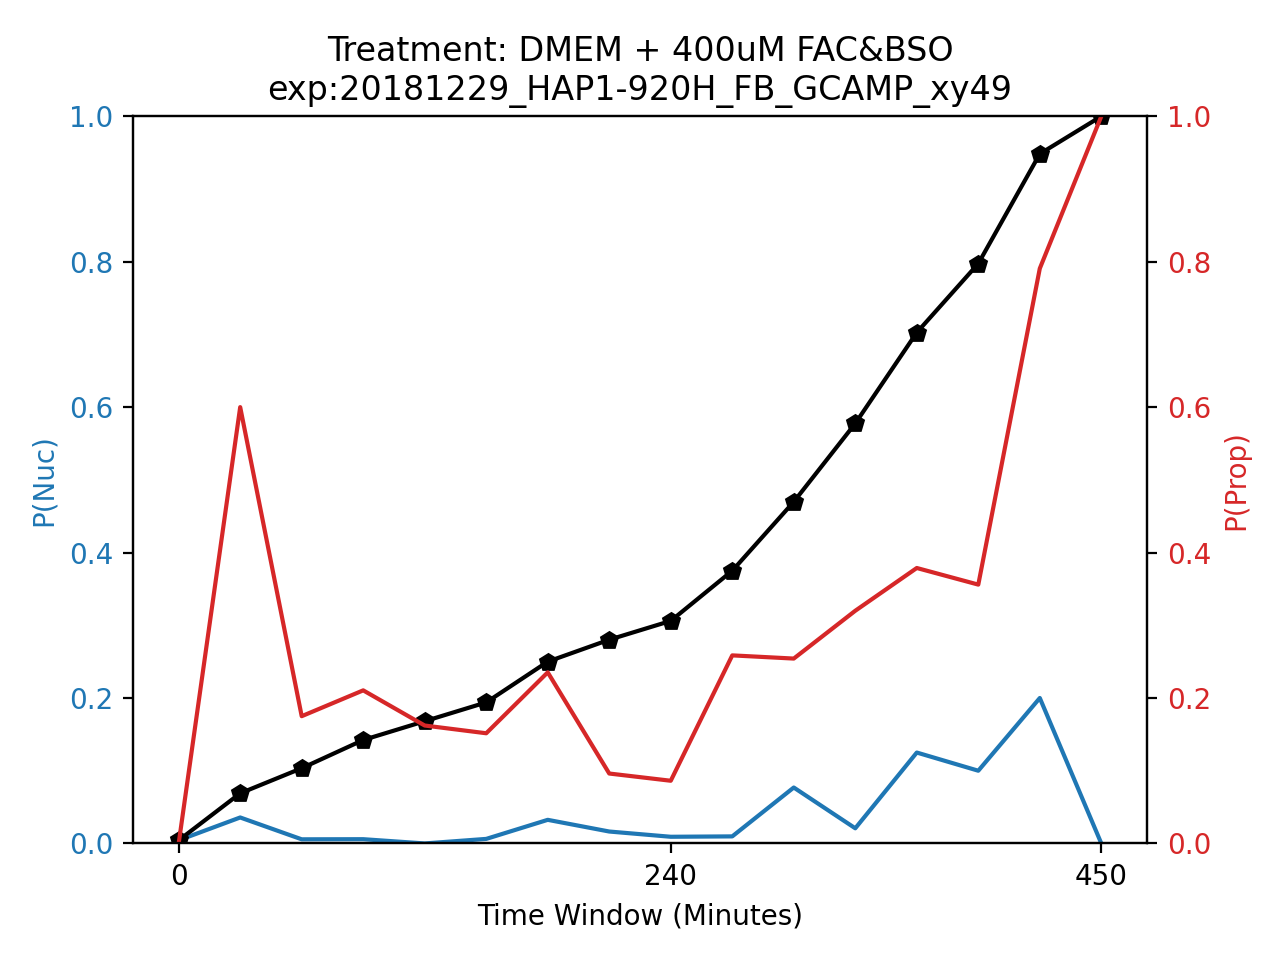 Treatment: DMEM + 400uM FAC&BSO
exp:20181229_HAP1-920H_FB_GCAMP_xy49
1.0
0.8
0.6
0.4
0.2
0.0
P(Nuc)
1.0
0.8
0.6
0.4
0.2
0.0
P(Prop)
0 240 450
Time Window (Minutes)